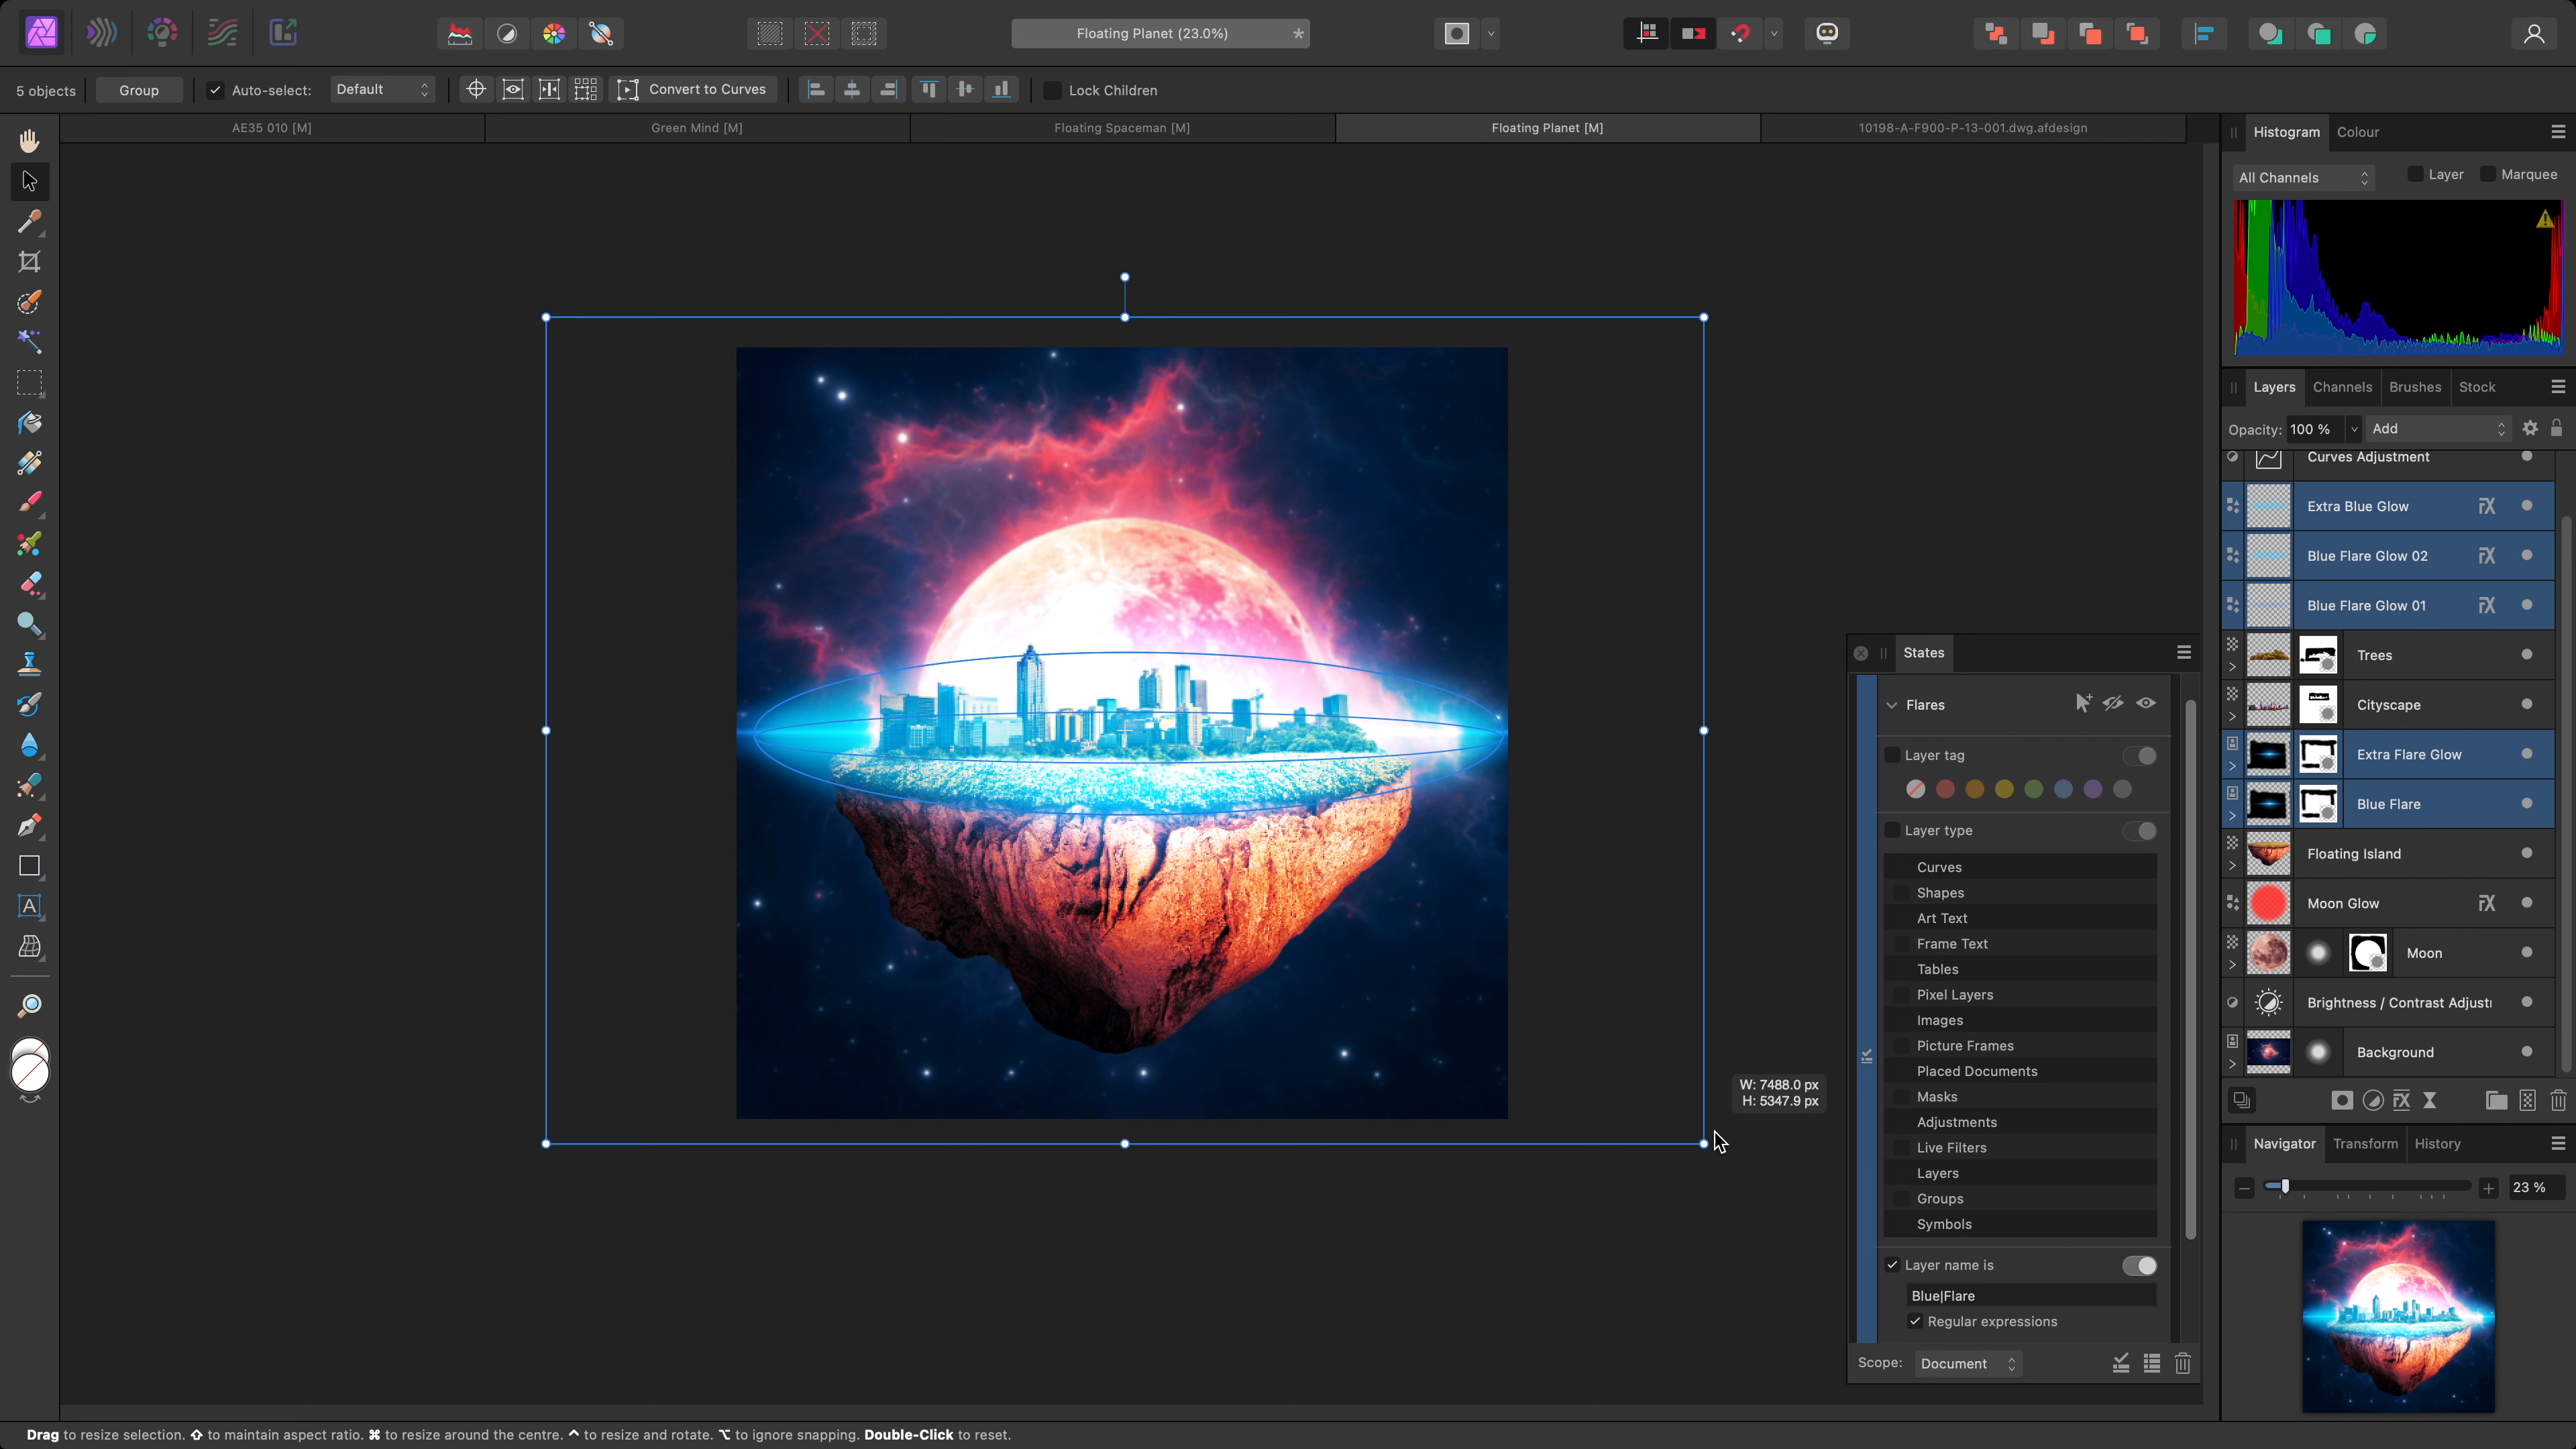 Floating Planet (23.0%)
*
5 objects
Group
Auto-select:
Default
Convert to Curves
Lock Children
AE35 010 [M]
Green Mind [M]
Floating Spaceman [M]
Floating Planet [M]
10198-A-F900-P-13-001.dwg.afdesign
Histogram
Colour
All Channels
Layer
Marquee
Layers
Channels
Brushes
Stock
Opacity:
100 %
Add
Curves Adjustment
Extra Blue Glow
Blue Flare Glow 02
Blue Flare Glow 01
Trees
Cityscape
Extra Flare Glow
Blue Flare
Floating Island
Moon Glow
Moon
Brightness / Contrast Adjust
Background
States
Flares
Layer tag
Layer type
Curves
Shapes
Art Text
Frame Text
Tables
Pixel Layers
Images
Picture Frames
Placed Documents
Masks
Adjustments
Live Filters
Layers
Groups
Symbols
Layer name is
Blue|Flare
Regular expressions
Scope:
Document
W: 7488.0 px
H: 5347.9 px
Navigator
Transform
History
23 %
Drag to resize selection. ⇧ to maintain aspect ratio. ⌘ to resize around the centre. ^ to resize and rotate. ⌥ to ignore snapping. Double-Click to reset.